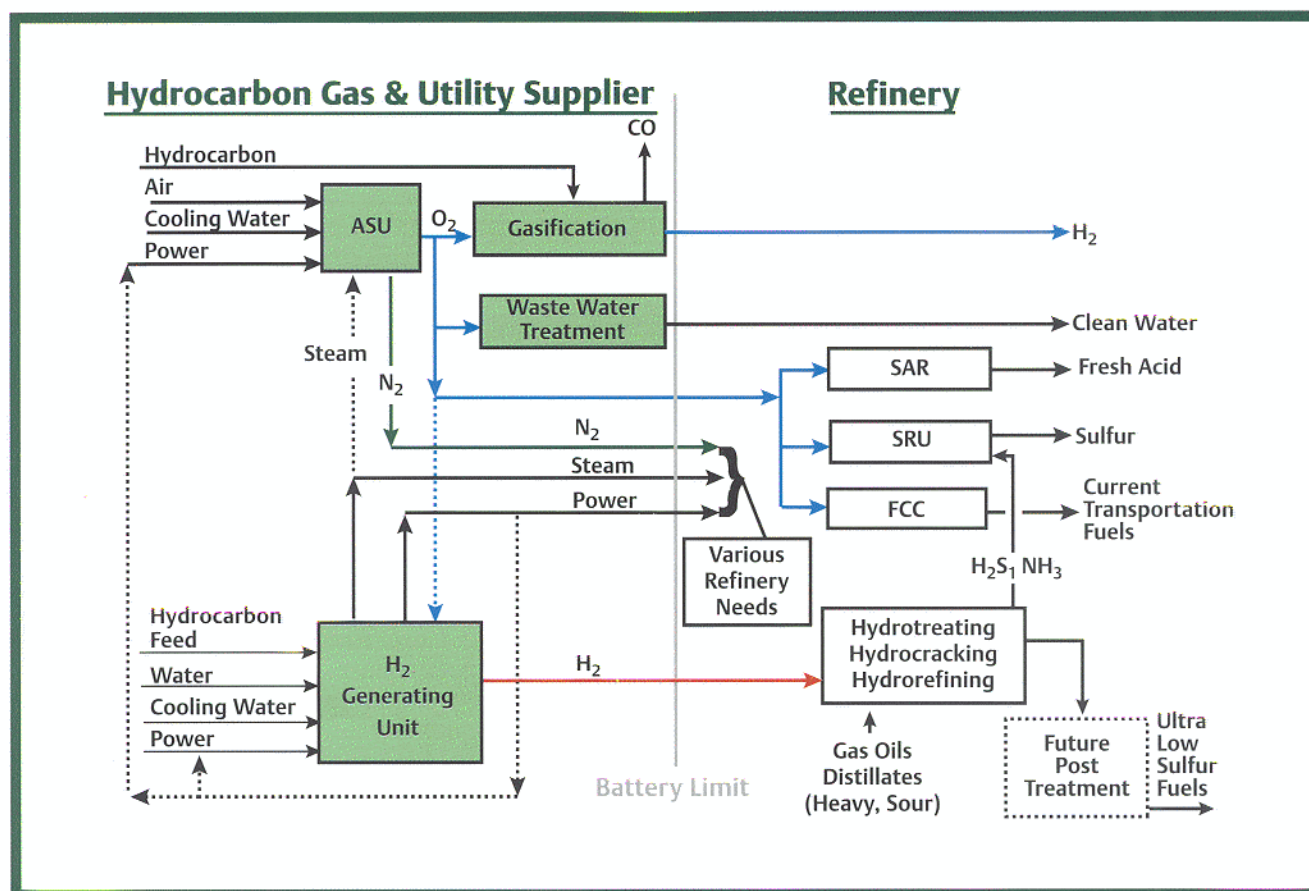 Hydrocarbon Gas & Utility Supplier
Refinery
CO
Hydrocarbon
Air
Cooling Water
Power
ASU
O₂
Gasification
H₂
Waste Water
Treatment
Clean Water
Steam
N₂
SAR
Fresh Acid
N₂
SRU
Sulfur
Steam
Power
FCC
Current
Transportation
Fuels
Various
Refinery
Needs
H₂S₁ NH₃
Hydrocarbon
Feed
Water
Cooling Water
Power
H₂
Generating
Unit
H₂
Hydrotreating
Hydrocracking
Hydrorefining
Gas Oils
Distillates
(Heavy, Sour)
Battery Limit
Future
Post
Treatment
Ultra
Low
Sulfur
Fuels